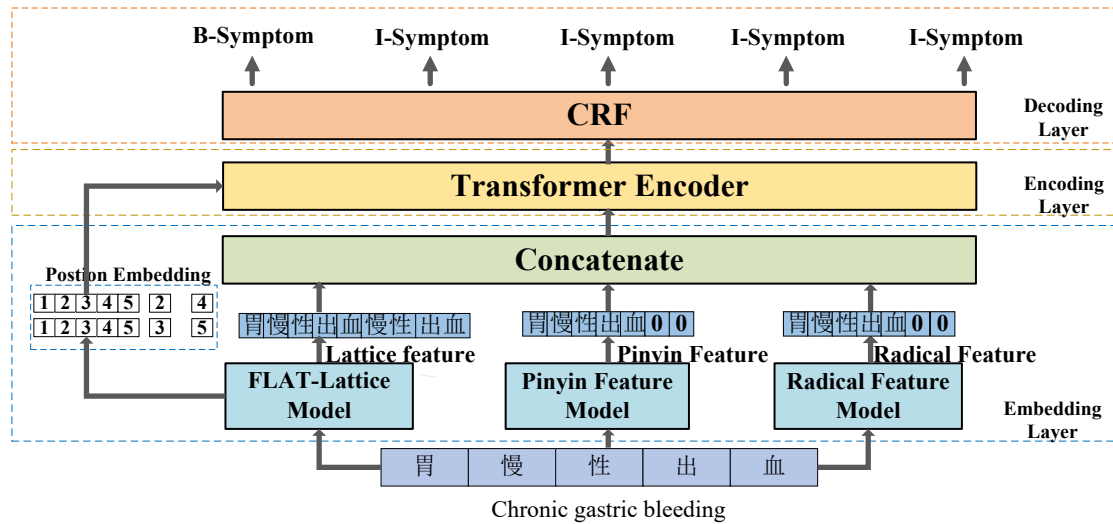 B-Symptom I-Symptom I-Symptom I-Symptom I-Symptom
CRF
Decoding
Layer
Transformer Encoder
Encoding
Layer
Concatenate
Postion Embedding
1 2 3 4 5 2 4
1 2 3 4 5 3 5
胃慢性出血慢性出血
胃慢性出血00
胃慢性出血00
Lattice feature
Pinyin Feature
Radical Feature
FLAT-Lattice
Model
Pinyin Feature
Model
Radical Feature
Model
Embedding
Layer
胃 慢 性 出 血
Chronic gastric bleeding